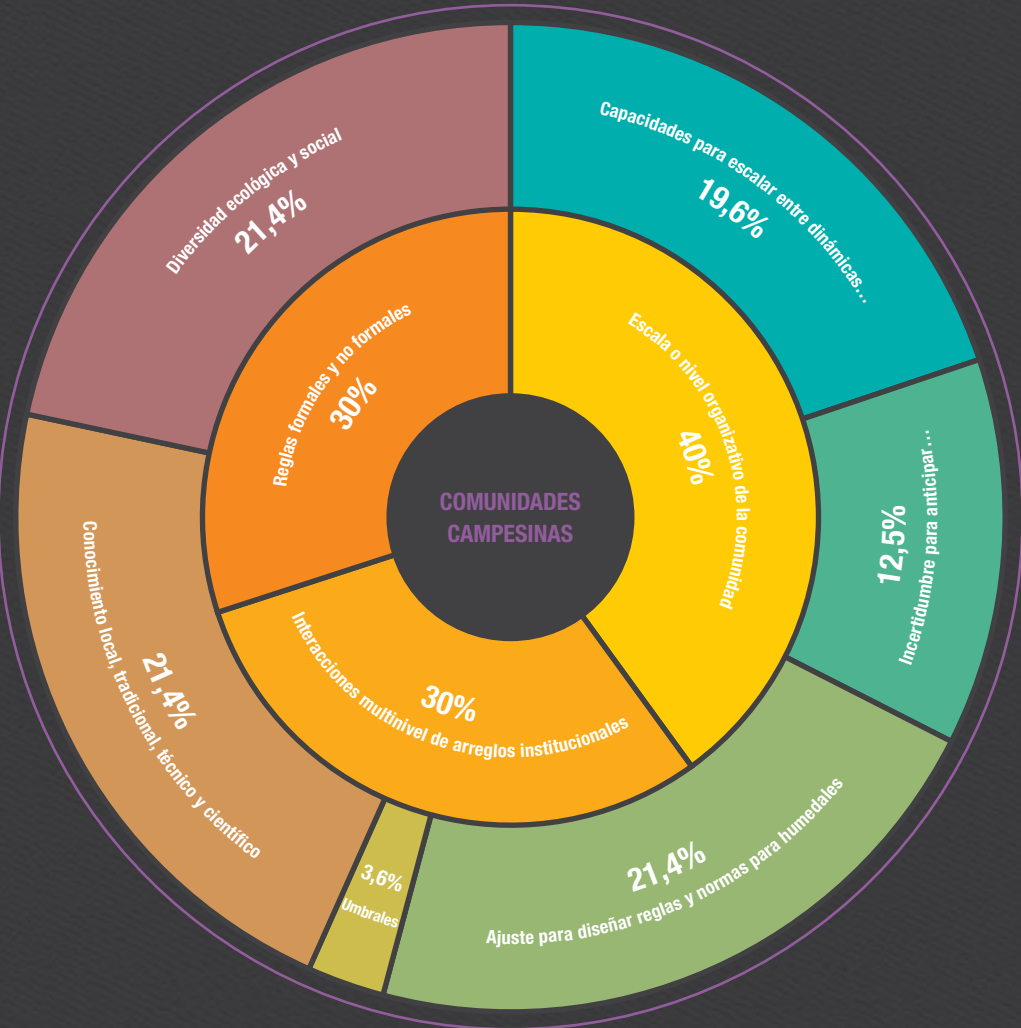 Diversidad ecológica y social
21,4%
Capacidades para escalar entre dinámicas...
19,6%
Reglas formales y no formales
30%
Escala o nivel organizativo de la comunidad
40%
COMUNIDADES
CAMPESINAS
12,5%
Incertidumbre para anticipar...
30%
Interacciones multinivel de arreglos institucionales
21,4%
Conocimiento local, tradicional, técnico y científico
3,6%
Umbrales
21,4%
Ajuste para diseñar reglas y normas para humedales